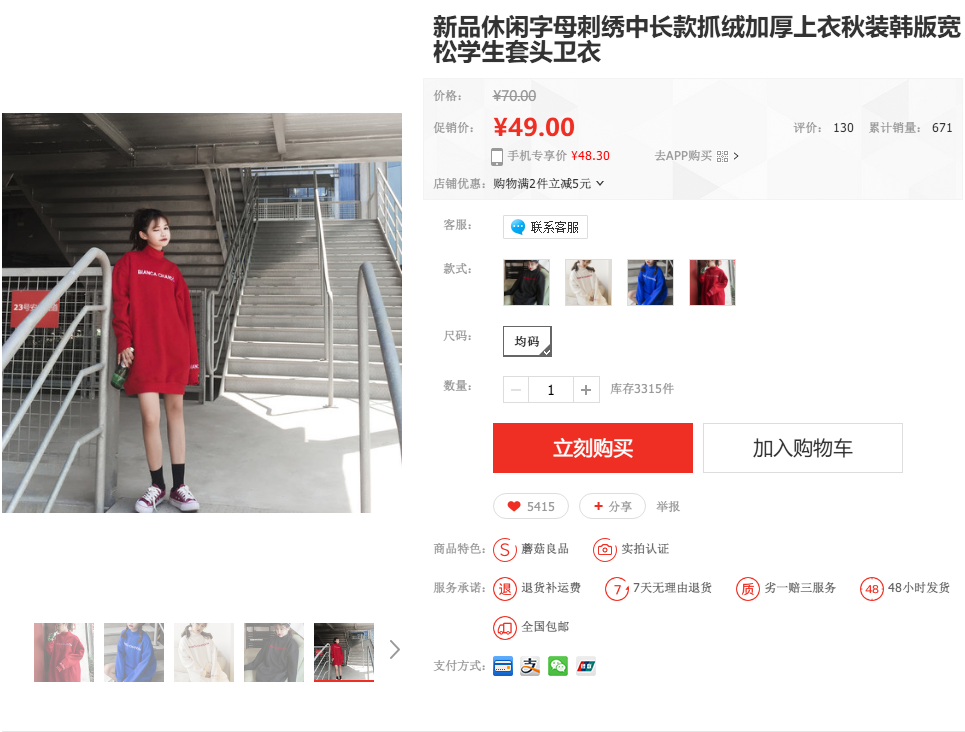 新品休闲字母刺绣中长款抓绒加厚上衣秋装韩版宽
松学生套头卫衣
价格： ¥70.00
促销价： ¥49.00 评价： 130 累计销量： 671
手机专享价 ¥48.30 去APP购买
店铺优惠： 购物满2件立减5元
客服： 联系客服
款式：
BIANCA CHAND
尺码： 均码
数量： 1 库存3315件
立刻购买 加入购物车
5415 分享 举报
商品特色： S 蘑菇良品 实拍认证
服务承诺： 退 退货补运费 7 7天无理由退货 质 劣一赔三服务 48 48小时发货
全国包邮
支付方式： 支